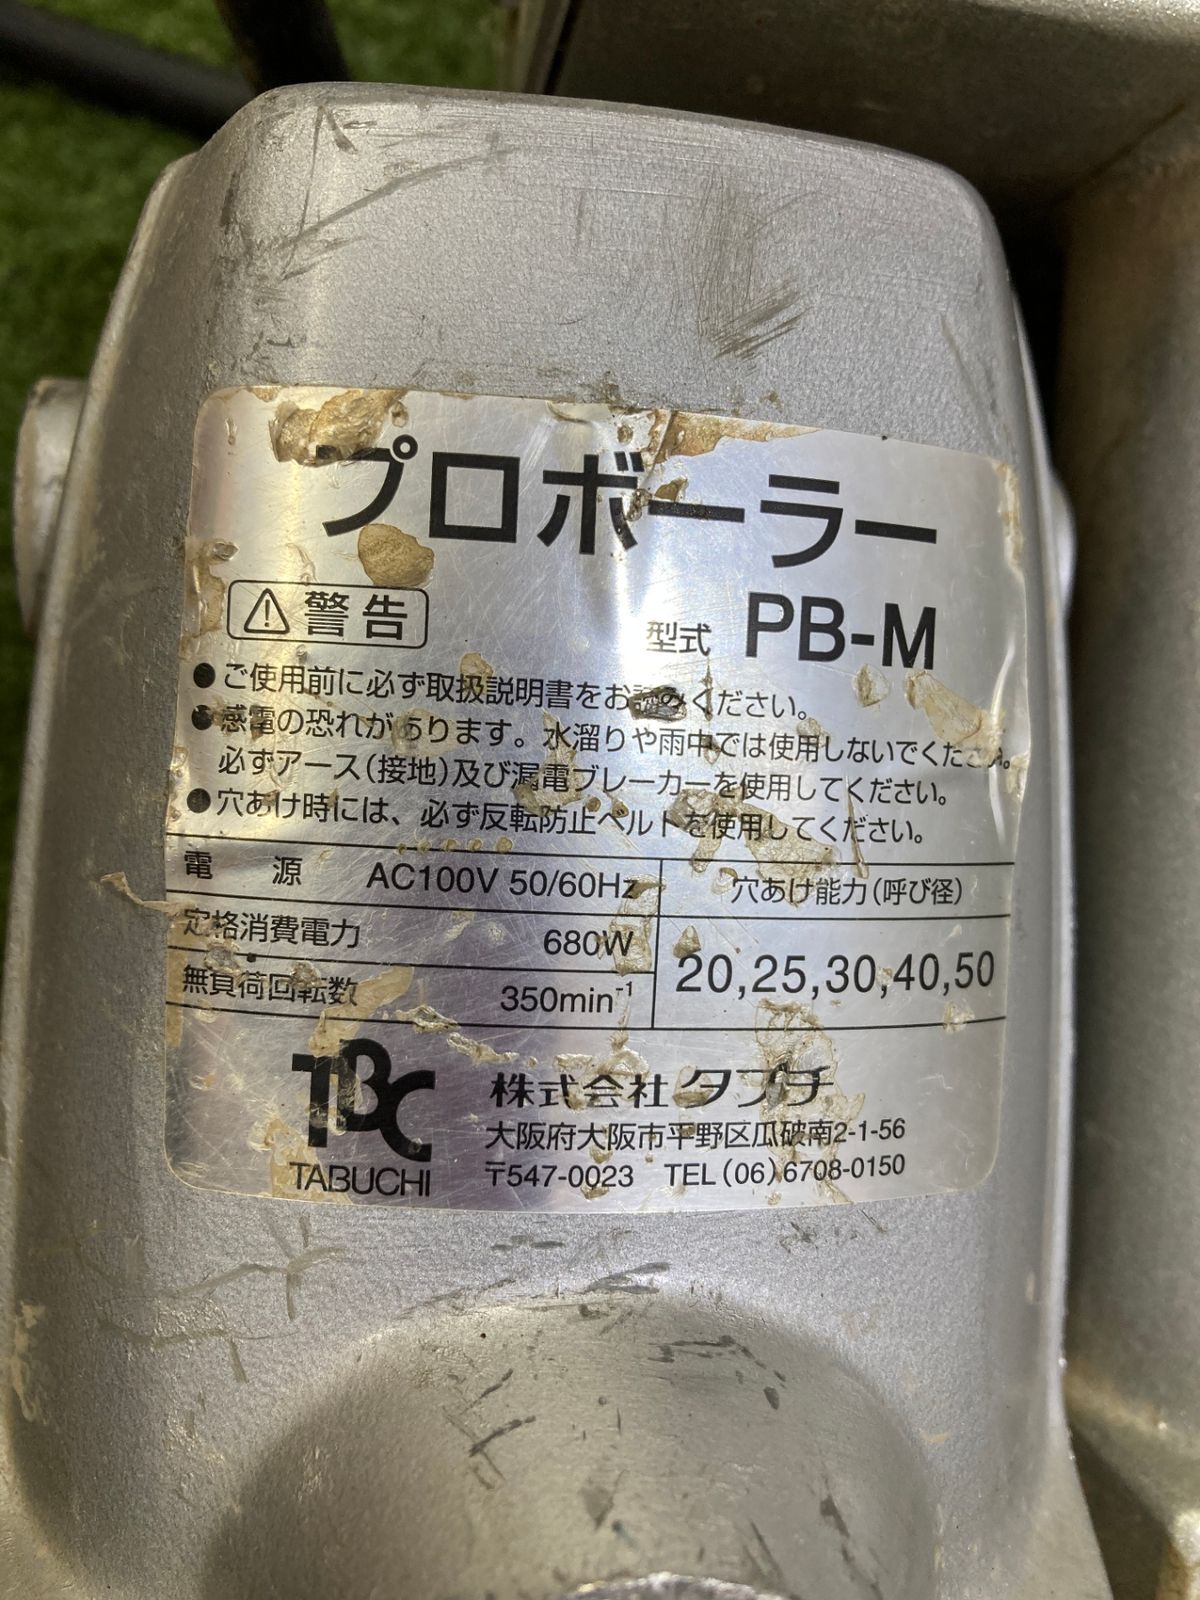 プロボーラー
⚠警告
型式 PB-M
●ご使用前に必ず取扱説明書をお読みください。
●感電の恐れがあります。水溜りや雨中では使用しないでください。
必ずアース(接地)及び漏電ブレーカーを使用してください。
●穴あけ時には、必ず反転防止ベルトを使用してください。
電 源 AC100V 50/60Hz
定格消費電力 680W
無負荷回転数 350min⁻¹
穴あけ能力(呼び径)
20,25,30,40,50
TBC
TABUCHI
株式会社タブチ
大阪府大阪市平野区瓜破南2-1-56
〒547-0023 TEL(06)6708-0150